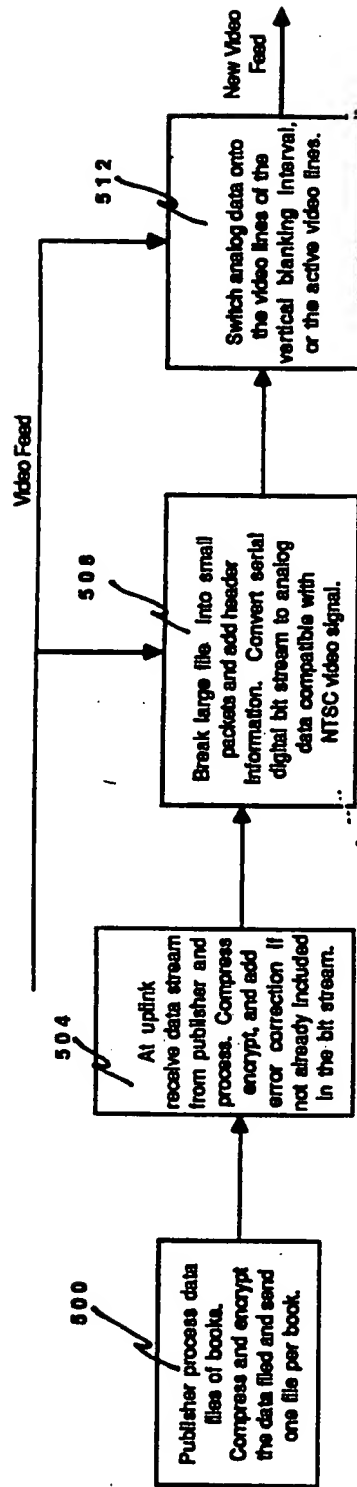 500
Publisher process data
files of books.
Compress and encrypt
the data filed and send
one file per book.
504
At uplink
receive data stream
from publisher and
process. Compress
encrypt, and add
error correction if
not already included
in the bit stream.
Video Feed
508
Break large file into small
packets and add header
information. Convert serial
digital bit stream to analog
data compatible with
NTSC video signal.
512
Switch analog data onto
the video lines of the
vertical blanking interval,
or the active video lines.
New Video
Feed